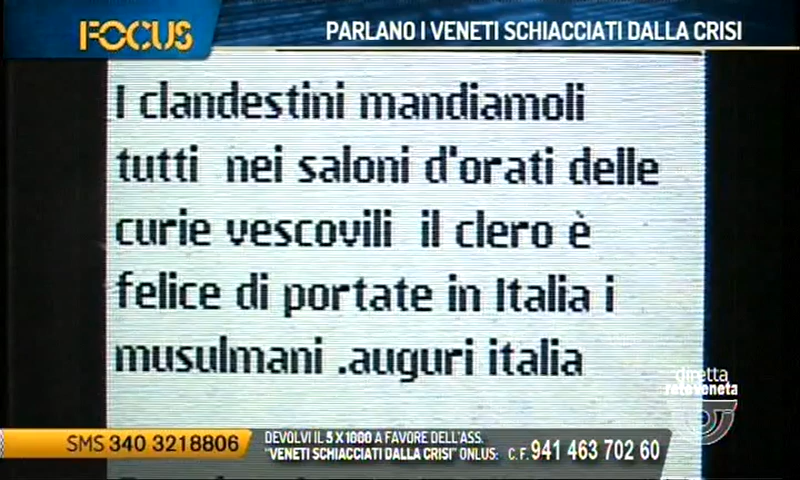 FOCUS
PARLANO I VENETI SCHIACCIATI DALLA CRISI
I clandestini mandiamoli
tutti nei saloni d'orati delle
curie vescovili il clero è
felice di portate in Italia i
musulmani .auguri italia
diretta
reteveneta
SMS 340 3218806
DEVOLVI IL 5 X 1000 A FAVORE DELL'ASS.
"VENETI SCHIACCIATI DALLA CRISI" ONLUS: C. F. 941 463 702 60